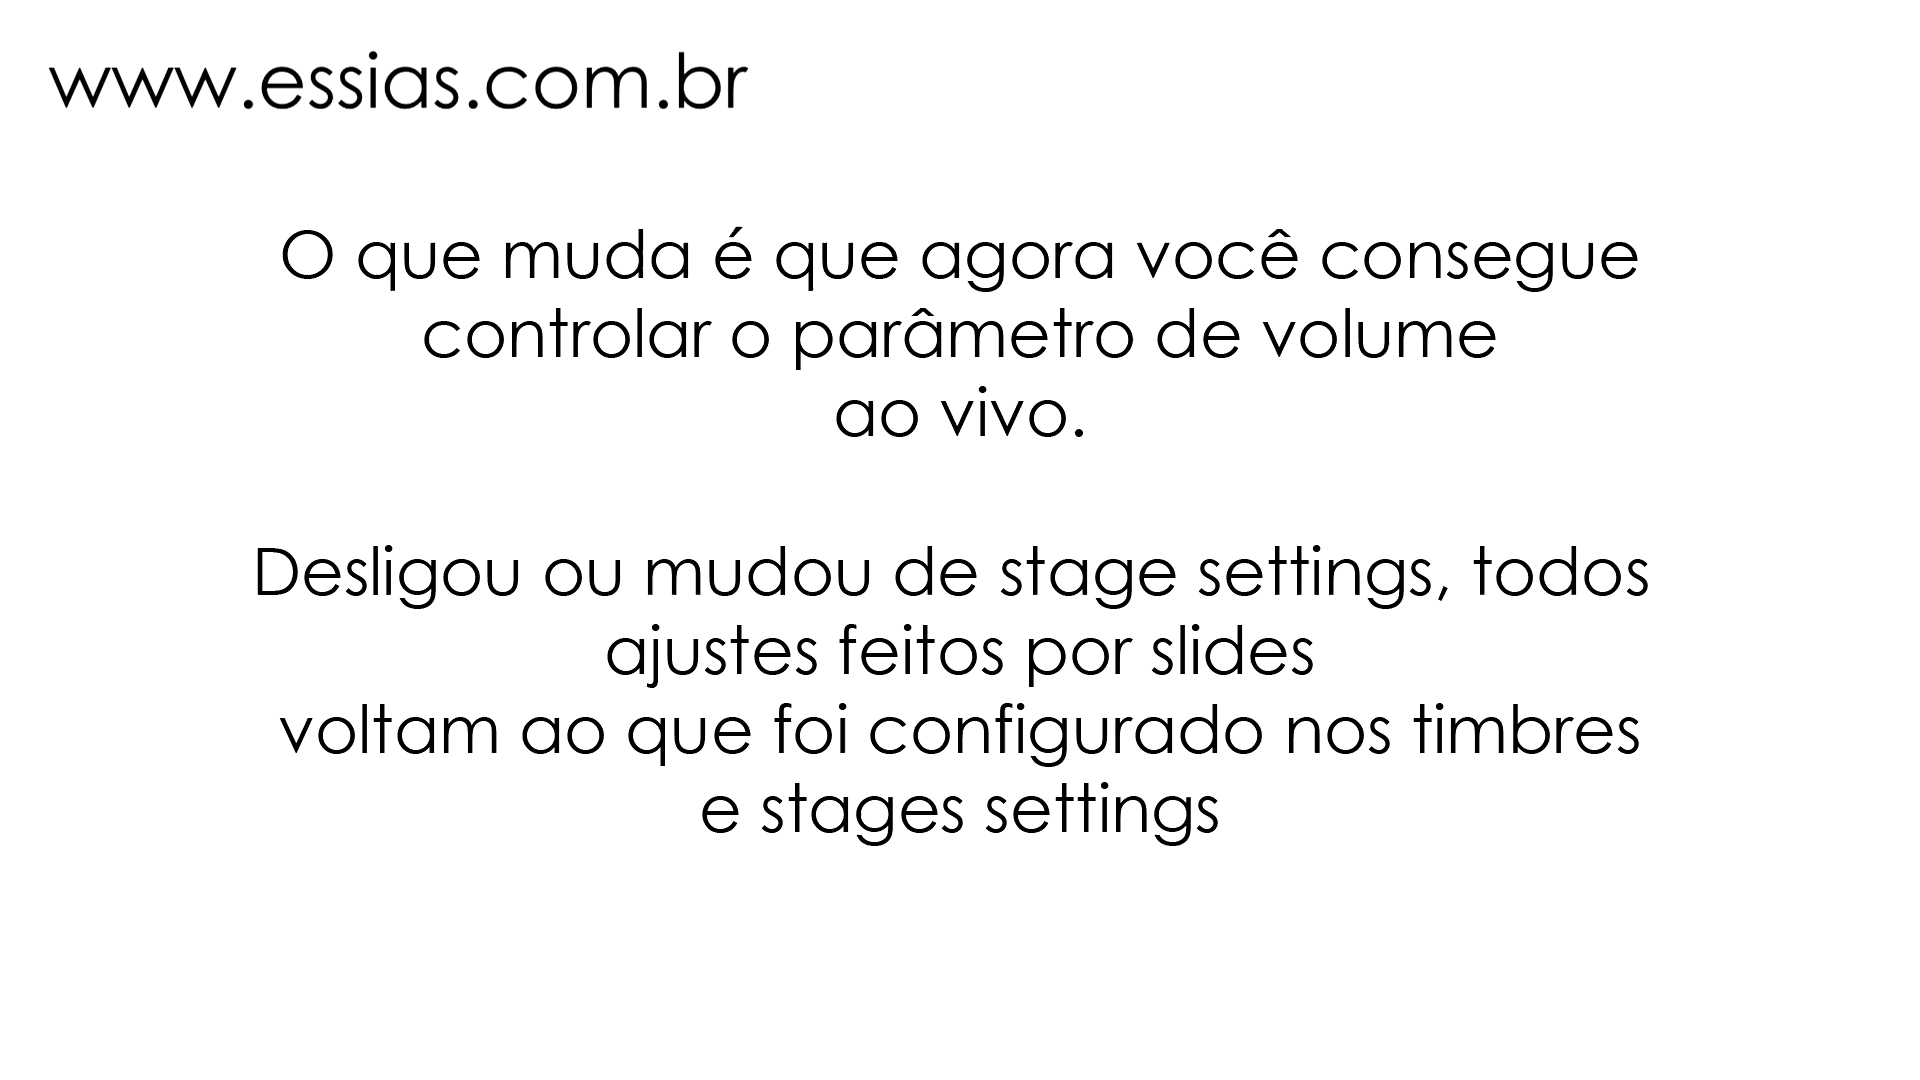 www.essias.com.br
O que muda é que agora você consegue
controlar o parâmetro de volume
ao vivo.
Desligou ou mudou de stage settings, todos
ajustes feitos por slides
voltam ao que foi configurado nos timbres
e stages settings